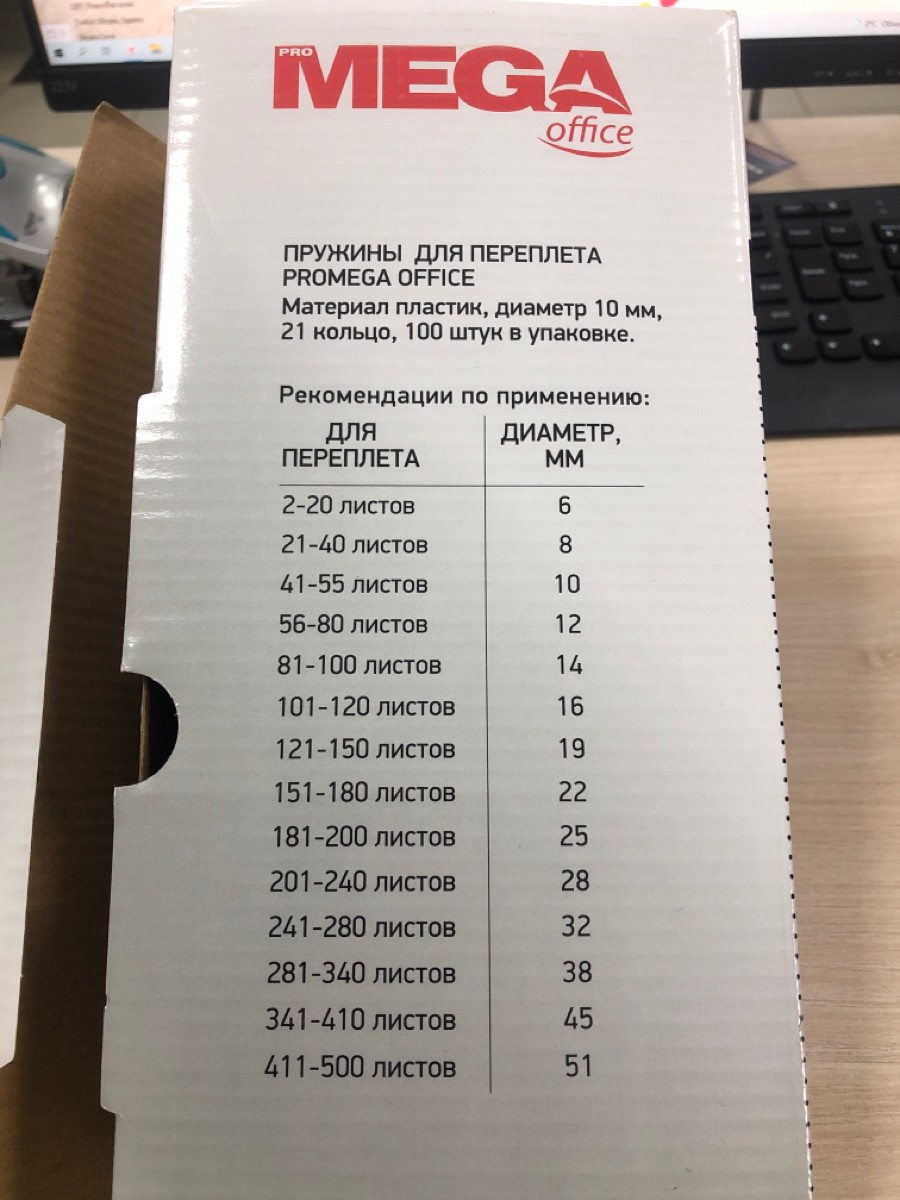 PRO
MEGA
office
ПРУЖИНЫ ДЛЯ ПЕРЕПЛЕТА
PROMEGA OFFICE
Материал пластик, диаметр 10 мм,
21 кольцо, 100 штук в упаковке.
Рекомендации по применению:
ДЛЯ ПЕРЕПЛЕТА ДИАМЕТР, ММ
2-20 листов 6
21-40 листов 8
41-55 листов 10
56-80 листов 12
81-100 листов 14
101-120 листов 16
121-150 листов 19
151-180 листов 22
181-200 листов 25
201-240 листов 28
241-280 листов 32
281-340 листов 38
341-410 листов 45
411-500 листов 51